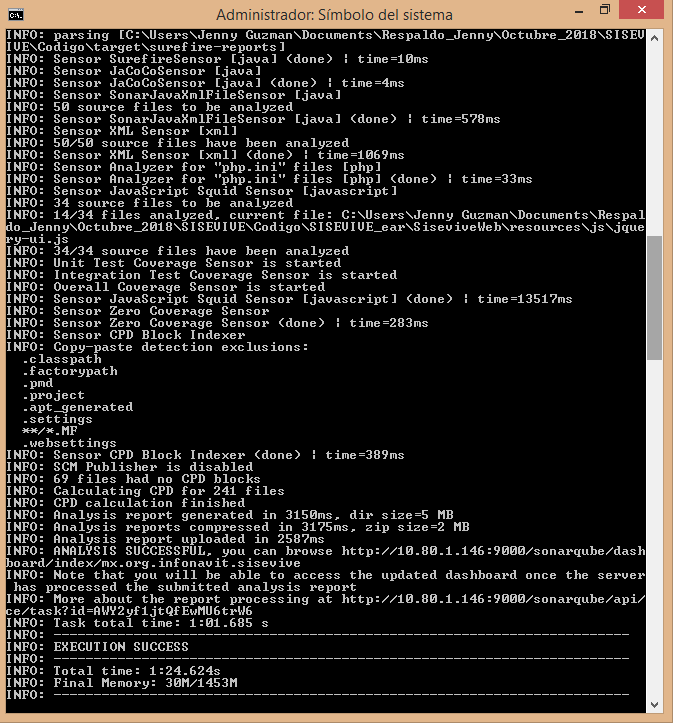 Administrador: Símbolo del sistema
INFO: parsing [C:\Users\Jenny Guzman\Documents\Respaldo_Jenny\Octubre_2018\SISEV
IVE\Codigo\target\surefire-reports]
INFO: Sensor SurefireSensor [java] (done) | time=10ms
INFO: Sensor JaCoCoSensor [java]
INFO: Sensor JaCoCoSensor [java] (done) | time=4ms
INFO: Sensor SonarJavaXmlFileSensor [java]
INFO: 50 source files to be analyzed
INFO: Sensor SonarJavaXmlFileSensor [java] (done) | time=578ms
INFO: Sensor XML Sensor [xml]
INFO: 50/50 source files have been analyzed
INFO: Sensor XML Sensor [xml] (done) | time=1069ms
INFO: Sensor Analyzer for "php.ini" files [php]
INFO: Sensor Analyzer for "php.ini" files [php] (done) | time=33ms
INFO: Sensor JavaScript Squid Sensor [javascript]
INFO: 34 source files to be analyzed
INFO: 14/34 files analyzed, current file: C:\Users\Jenny Guzman\Documents\Respal
do_Jenny\Octubre_2018\SISEVIVE\Codigo\SISEVIVE_ear\SiseviveWeb\resources\js\jque
ry-ui.js
INFO: 34/34 source files have been analyzed
INFO: Unit Test Coverage Sensor is started
INFO: Integration Test Coverage Sensor is started
INFO: Overall Coverage Sensor is started
INFO: Sensor JavaScript Squid Sensor [javascript] (done) | time=13517ms
INFO: Sensor Zero Coverage Sensor
INFO: Sensor Zero Coverage Sensor (done) | time=283ms
INFO: Sensor CPD Block Indexer
INFO: Copy-paste detection exclusions:
  .classpath
  .factorypath
  .pmd
  .project
  .apt_generated
  .settings
  **/*.MF
  .websettings
INFO: Sensor CPD Block Indexer (done) | time=389ms
INFO: SCM Publisher is disabled
INFO: 69 files had no CPD blocks
INFO: Calculating CPD for 241 files
INFO: CPD calculation finished
INFO: Analysis report generated in 3150ms, dir size=5 MB
INFO: Analysis reports compressed in 3175ms, zip size=2 MB
INFO: Analysis report uploaded in 2587ms
INFO: ANALYSIS SUCCESSFUL, you can browse http://10.80.1.146:9000/sonarqube/dash
board/index/mx.org.infonavit.sisevive
INFO: Note that you will be able to access the updated dashboard once the server
 has processed the submitted analysis report
INFO: More about the report processing at http://10.80.1.146:9000/sonarqube/api/
ce/task?id=AWY2yf1jtQfEwMU6trW6
INFO: Task total time: 1:01.685 s
INFO: ------------------------------------------------------------------------
INFO: EXECUTION SUCCESS
INFO: ------------------------------------------------------------------------
INFO: Total time: 1:24.624s
INFO: Final Memory: 30M/1453M
INFO: ------------------------------------------------------------------------